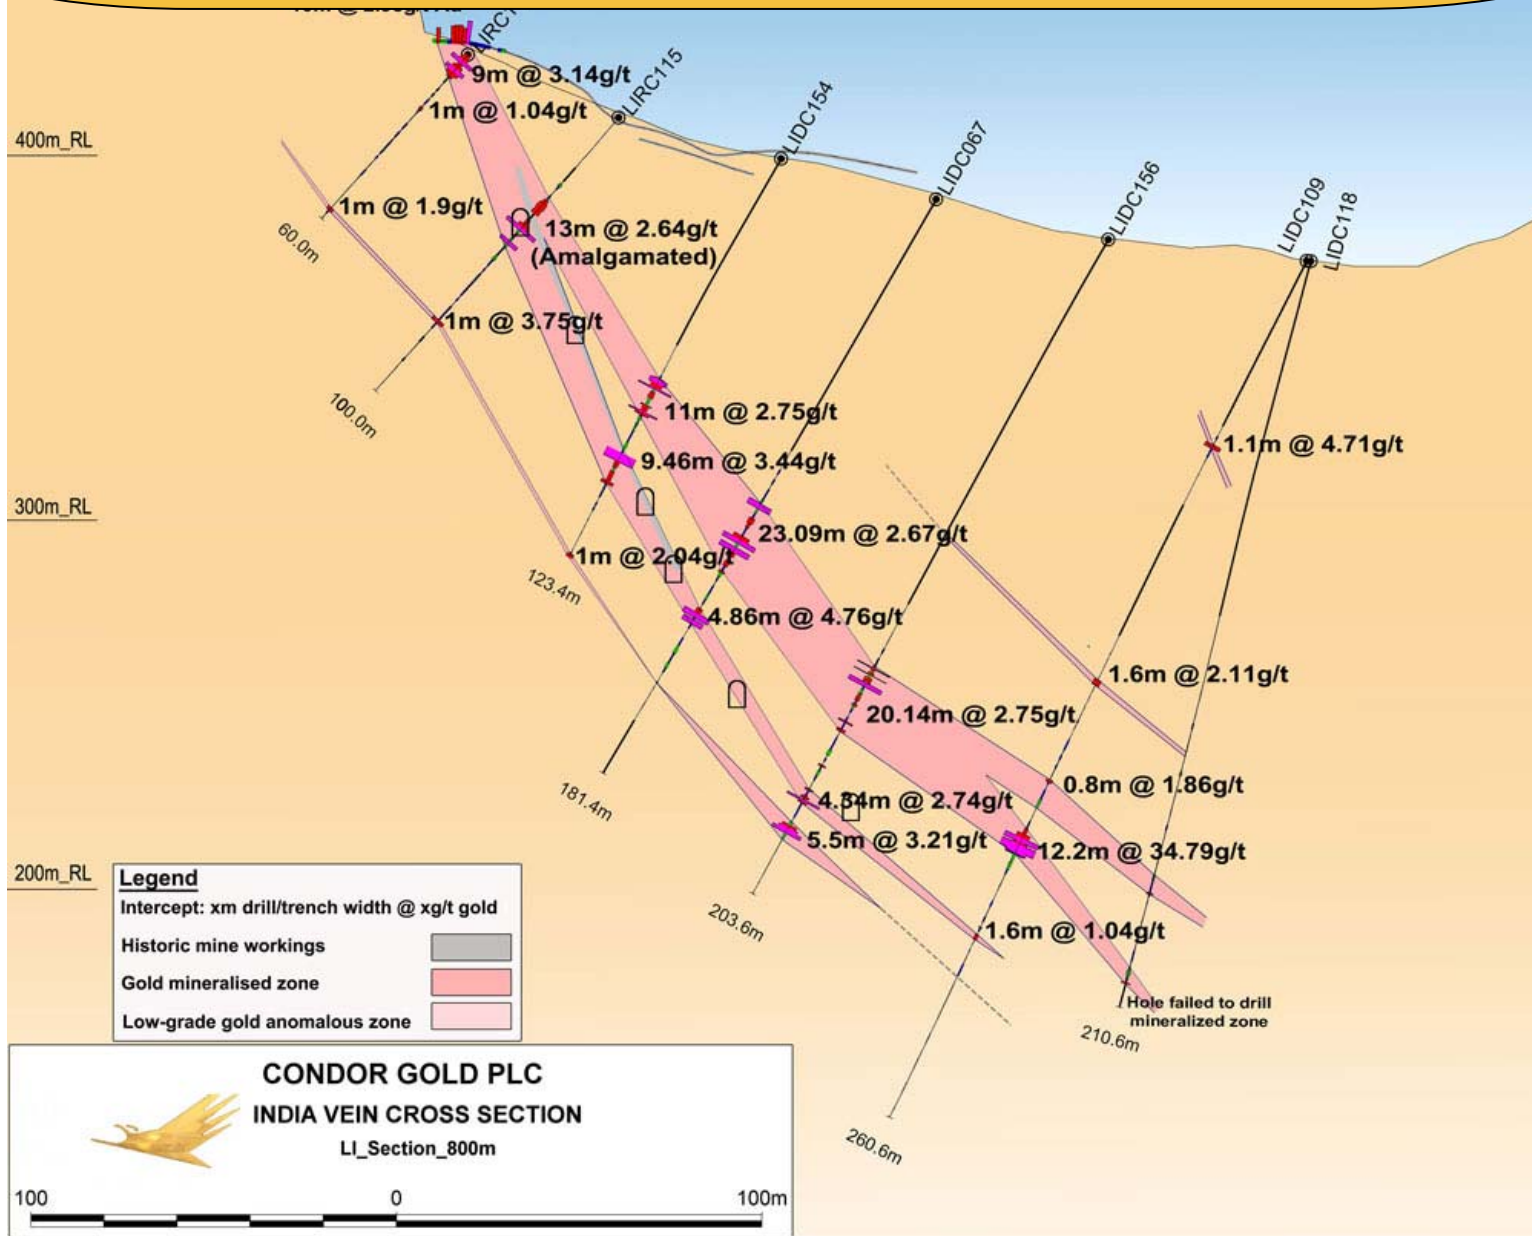 LIRC115
LIDC154
LIDC067
LIDC156
LIDC109
LIDC118
9m @ 3.14g/t
1m @ 1.04g/t
400m_RL
1m @ 1.9g/t
60.0m
13m @ 2.64g/t
(Amalgamated)
1m @ 3.75g/t
100.0m
11m @ 2.75g/t
9.46m @ 3.44g/t
1.1m @ 4.71g/t
300m_RL
23.09m @ 2.67g/t
1m @ 2.04g/t
123.4m
4.86m @ 4.76g/t
1.6m @ 2.11g/t
20.14m @ 2.75g/t
181.4m
0.8m @ 1.86g/t
4.34m @ 2.74g/t
5.5m @ 3.21g/t
12.2m @ 34.79g/t
200m_RL
203.6m
1.6m @ 1.04g/t
Hole failed to drill
mineralized zone
210.6m
260.6m
Legend
Intercept: xm drill/trench width @ xg/t gold
Historic mine workings
Gold mineralised zone
Low-grade gold anomalous zone
CONDOR GOLD PLC
INDIA VEIN CROSS SECTION
LI_Section_800m
100 0 100m